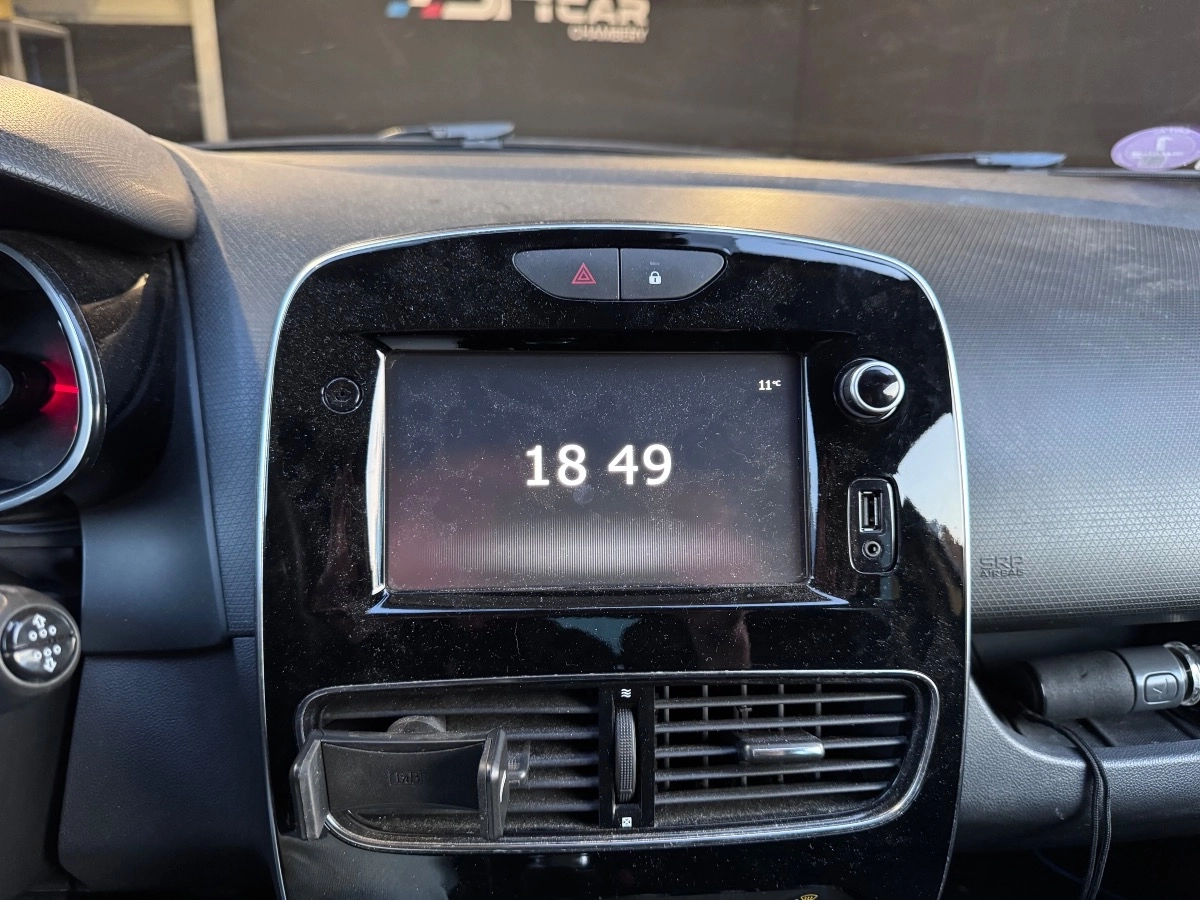 CAR
CHAMBERY
11°C
18 49
SRP
AIRBAG